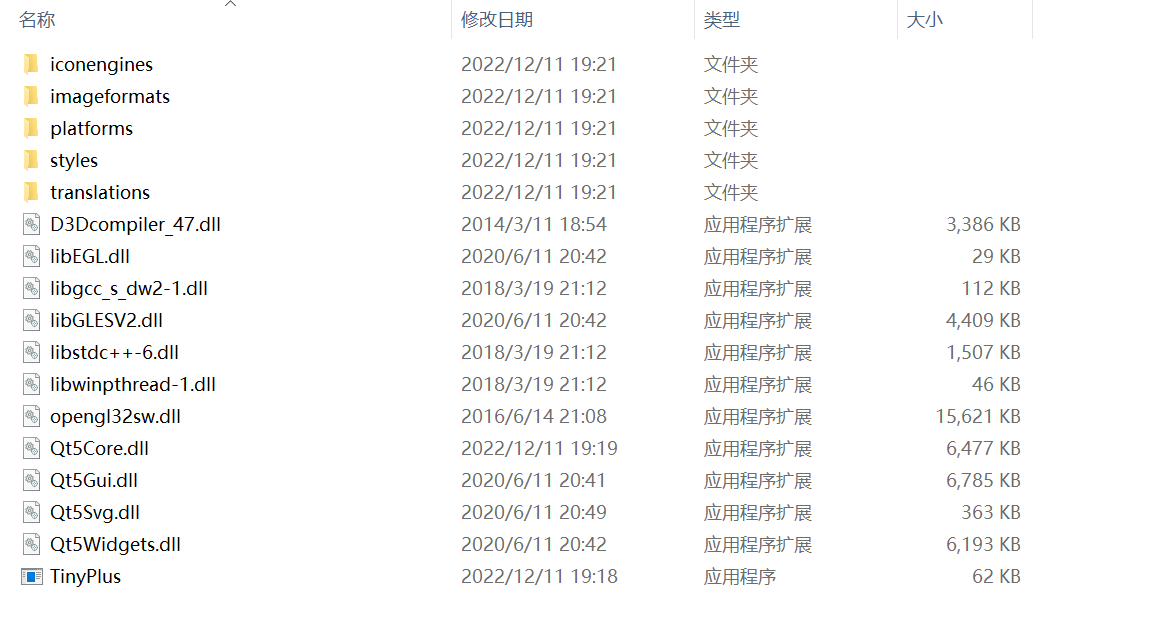 名称 修改日期 类型 大小
iconengines 2022/12/11 19:21 文件夹
imageformats 2022/12/11 19:21 文件夹
platforms 2022/12/11 19:21 文件夹
styles 2022/12/11 19:21 文件夹
translations 2022/12/11 19:21 文件夹
D3Dcompiler_47.dll 2014/3/11 18:54 应用程序扩展 3,386 KB
libEGL.dll 2020/6/11 20:42 应用程序扩展 29 KB
libgcc_s_dw2-1.dll 2018/3/19 21:12 应用程序扩展 112 KB
libGLESV2.dll 2020/6/11 20:42 应用程序扩展 4,409 KB
libstdc++-6.dll 2018/3/19 21:12 应用程序扩展 1,507 KB
libwinpthread-1.dll 2018/3/19 21:12 应用程序扩展 46 KB
opengl32sw.dll 2016/6/14 21:08 应用程序扩展 15,621 KB
Qt5Core.dll 2022/12/11 19:19 应用程序扩展 6,477 KB
Qt5Gui.dll 2020/6/11 20:41 应用程序扩展 6,785 KB
Qt5Svg.dll 2020/6/11 20:49 应用程序扩展 363 KB
Qt5Widgets.dll 2020/6/11 20:42 应用程序扩展 6,193 KB
TinyPlus 2022/12/11 19:18 应用程序 62 KB